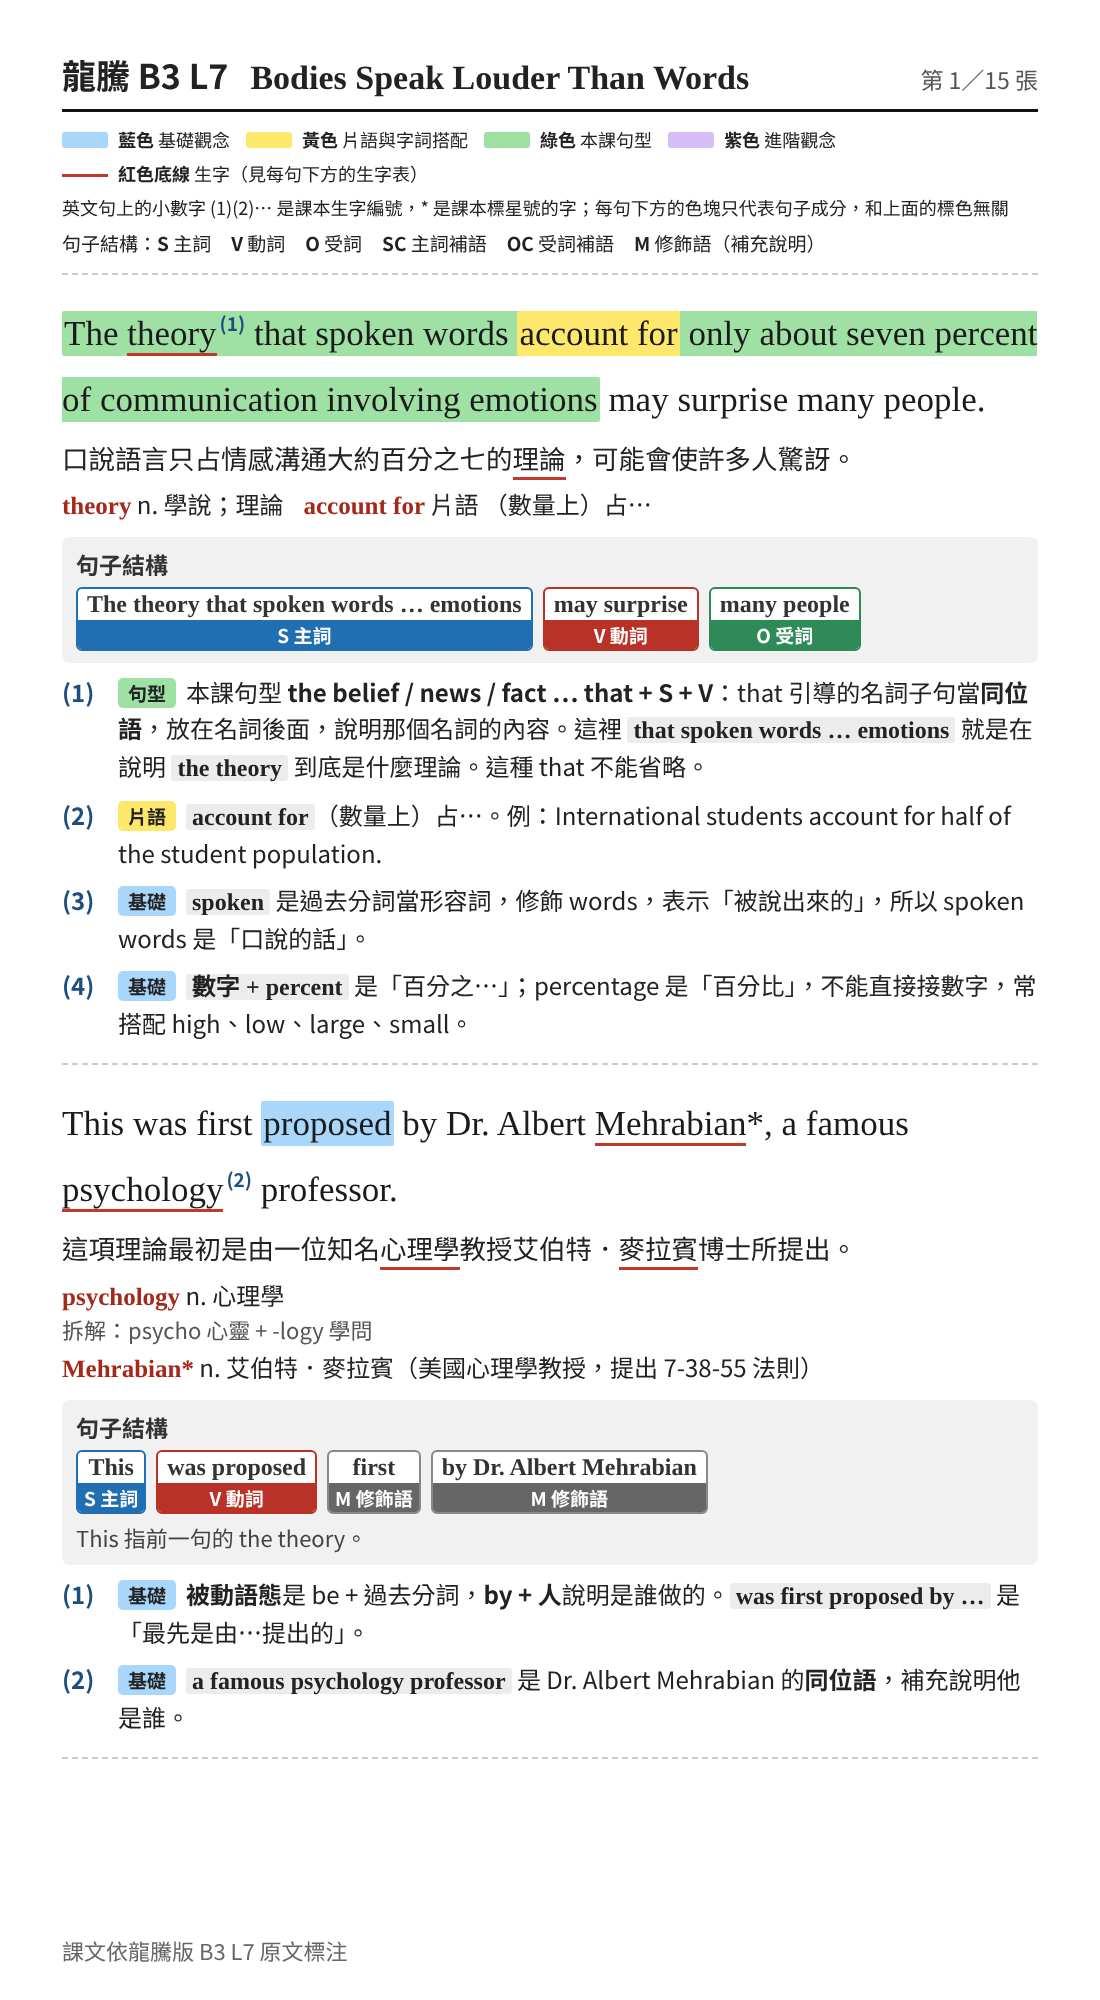 龍騰 B3 L7 Bodies Speak Louder Than Words 第 1／15 張
藍色 基礎觀念 黃色 片語與字詞搭配 綠色 本課句型 紫色 進階觀念
紅色底線 生字（見每句下方的生字表）
英文句上的小數字 (1)(2)⋯ 是課本生字編號，* 是課本標星號的字；每句下方的色塊只代表句子成分，和上面的標色無關
句子結構：S 主詞 V 動詞 O 受詞 SC 主詞補語 OC 受詞補語 M 修飾語（補充說明）
The theory(1) that spoken words account for only about seven percent
of communication involving emotions may surprise many people.
口說語言只占情感溝通大約百分之七的理論，可能會使許多人驚訝。
theory n. 學說；理論 account for 片語 （數量上）占⋯
句子結構
The theory that spoken words … emotions may surprise many people
S 主詞 V 動詞 O 受詞
(1) 句型 本課句型 the belief / news / fact … that + S + V：that 引導的名詞子句當同位
語，放在名詞後面，說明那個名詞的內容。這裡 that spoken words … emotions 就是在
說明 the theory 到底是什麼理論。這種 that 不能省略。
(2) 片語 account for（數量上）占⋯。例：International students account for half of
the student population.
(3) 基礎 spoken 是過去分詞當形容詞，修飾 words，表示「被說出來的」，所以 spoken
words 是「口說的話」。
(4) 基礎 數字 + percent 是「百分之⋯」；percentage 是「百分比」，不能直接接數字，常
搭配 high、low、large、small。
This was first proposed by Dr. Albert Mehrabian*, a famous
psychology(2) professor.
這項理論最初是由一位知名心理學教授艾伯特．麥拉賓博士所提出。
psychology n. 心理學
拆解：psycho 心靈 + -logy 學問
Mehrabian* n. 艾伯特．麥拉賓（美國心理學教授，提出 7-38-55 法則）
句子結構
This was proposed first by Dr. Albert Mehrabian
S 主詞 V 動詞 M 修飾語 M 修飾語
This 指前一句的 the theory。
(1) 基礎 被動語態是 be + 過去分詞，by + 人說明是誰做的。was first proposed by … 是
「最先是由⋯提出的」。
(2) 基礎 a famous psychology professor 是 Dr. Albert Mehrabian 的同位語，補充說明他
是誰。
課文依龍騰版 B3 L7 原文標注